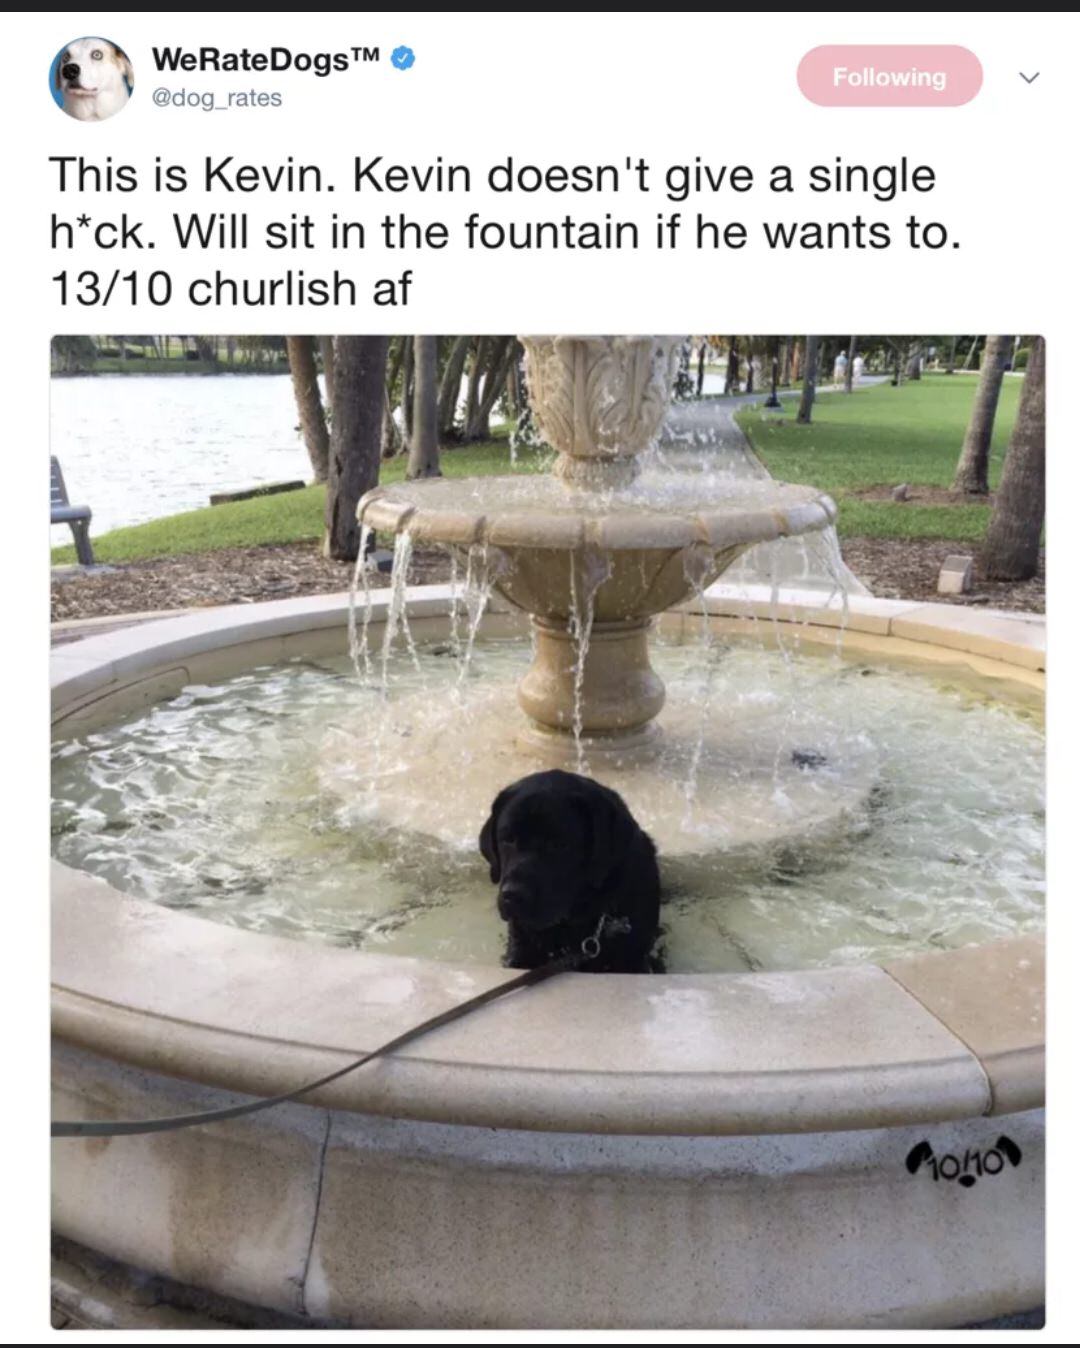 WeRateDogs™
@dog_rates
Following
This is Kevin. Kevin doesn't give a single
h*ck. Will sit in the fountain if he wants to.
13/10 churlish af
10/10